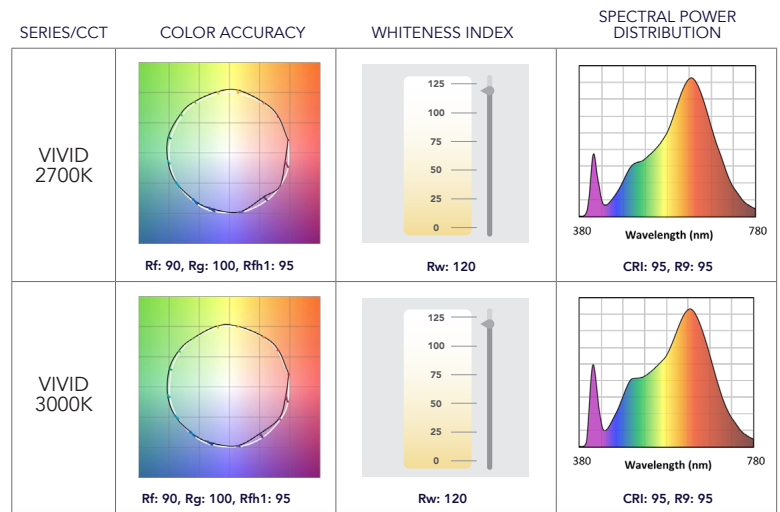 SERIES/CCT
COLOR ACCURACY
WHITENESS INDEX
SPECTRAL POWER
DISTRIBUTION
VIVID
2700K
Rf: 90, Rg: 100, Rfh1: 95
125
100
75
50
25
0
Rw: 120
380
780
Wavelength (nm)
CRI: 95, R9: 95
VIVID
3000K
Rf: 90, Rg: 100, Rfh1: 95
125
100
75
50
25
0
Rw: 120
380
780
Wavelength (nm)
CRI: 95, R9: 95